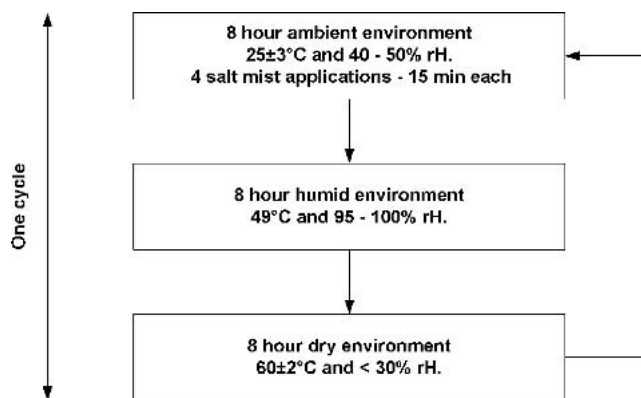 8 hour ambient environment
25±3°C and 40 - 50% rH.
4 salt mist applications - 15 min each
One cycle
8 hour humid environment
49°C and 95 - 100% rH.
8 hour dry environment
60±2°C and < 30% rH.